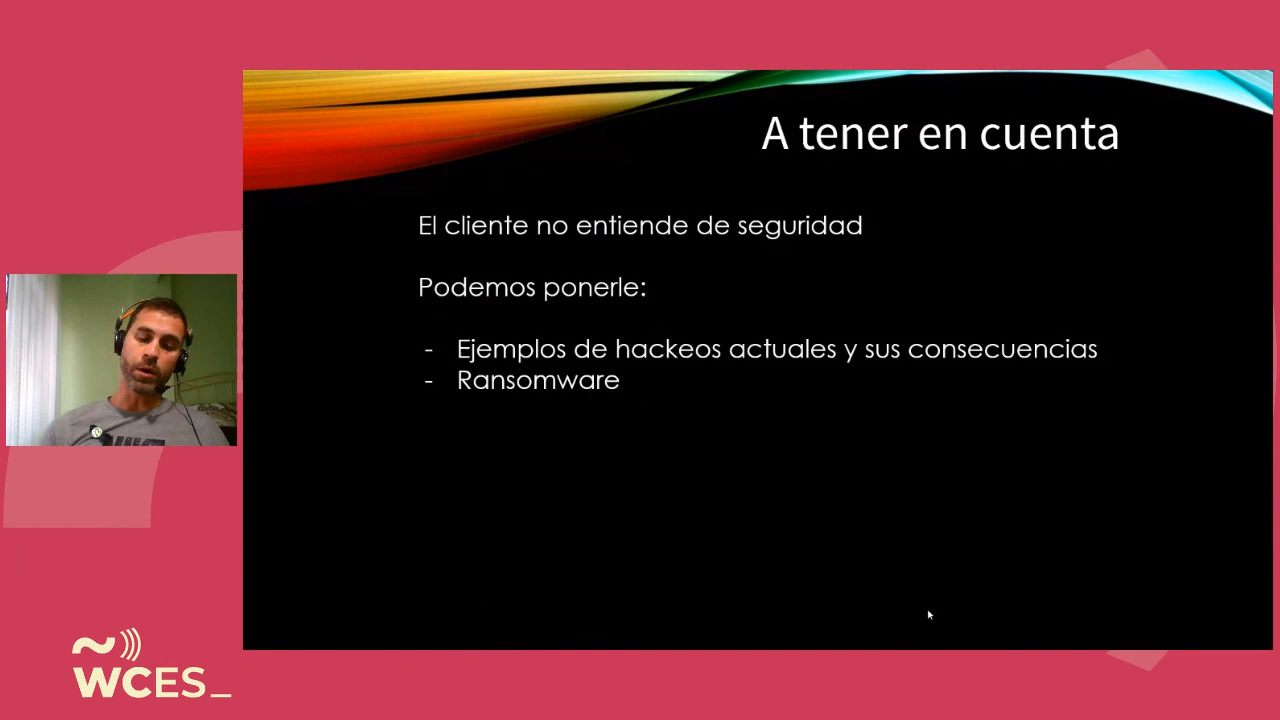 A tener en cuenta
El cliente no entiende de seguridad
Podemos ponerle:
- Ejemplos de hackeos actuales y sus consecuencias
- Ransomware
WCES_